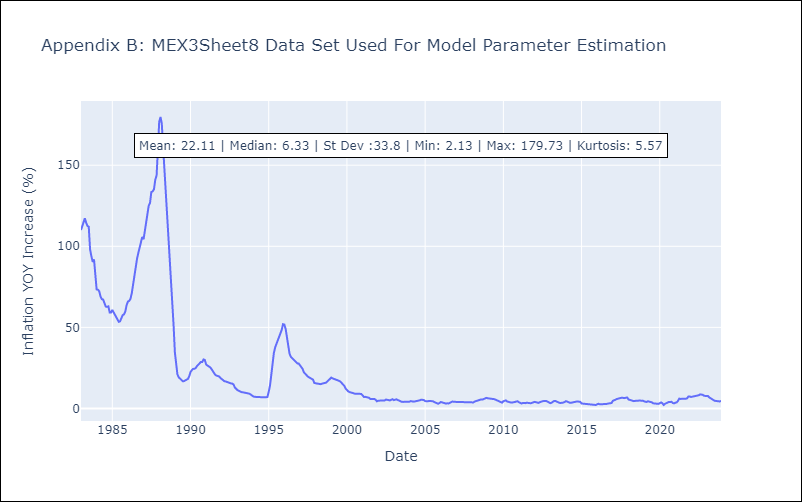 Appendix B: MEX3Sheet8 Data Set Used For Model Parameter Estimation
Mean: 22.11 | Median: 6.33 | St Dev :33.8 | Min: 2.13 | Max: 179.73 | Kurtosis: 5.57
Inflation YOY Increase (%)
150
100
50
0
1985 1990 1995 2000 2005 2010 2015 2020
Date